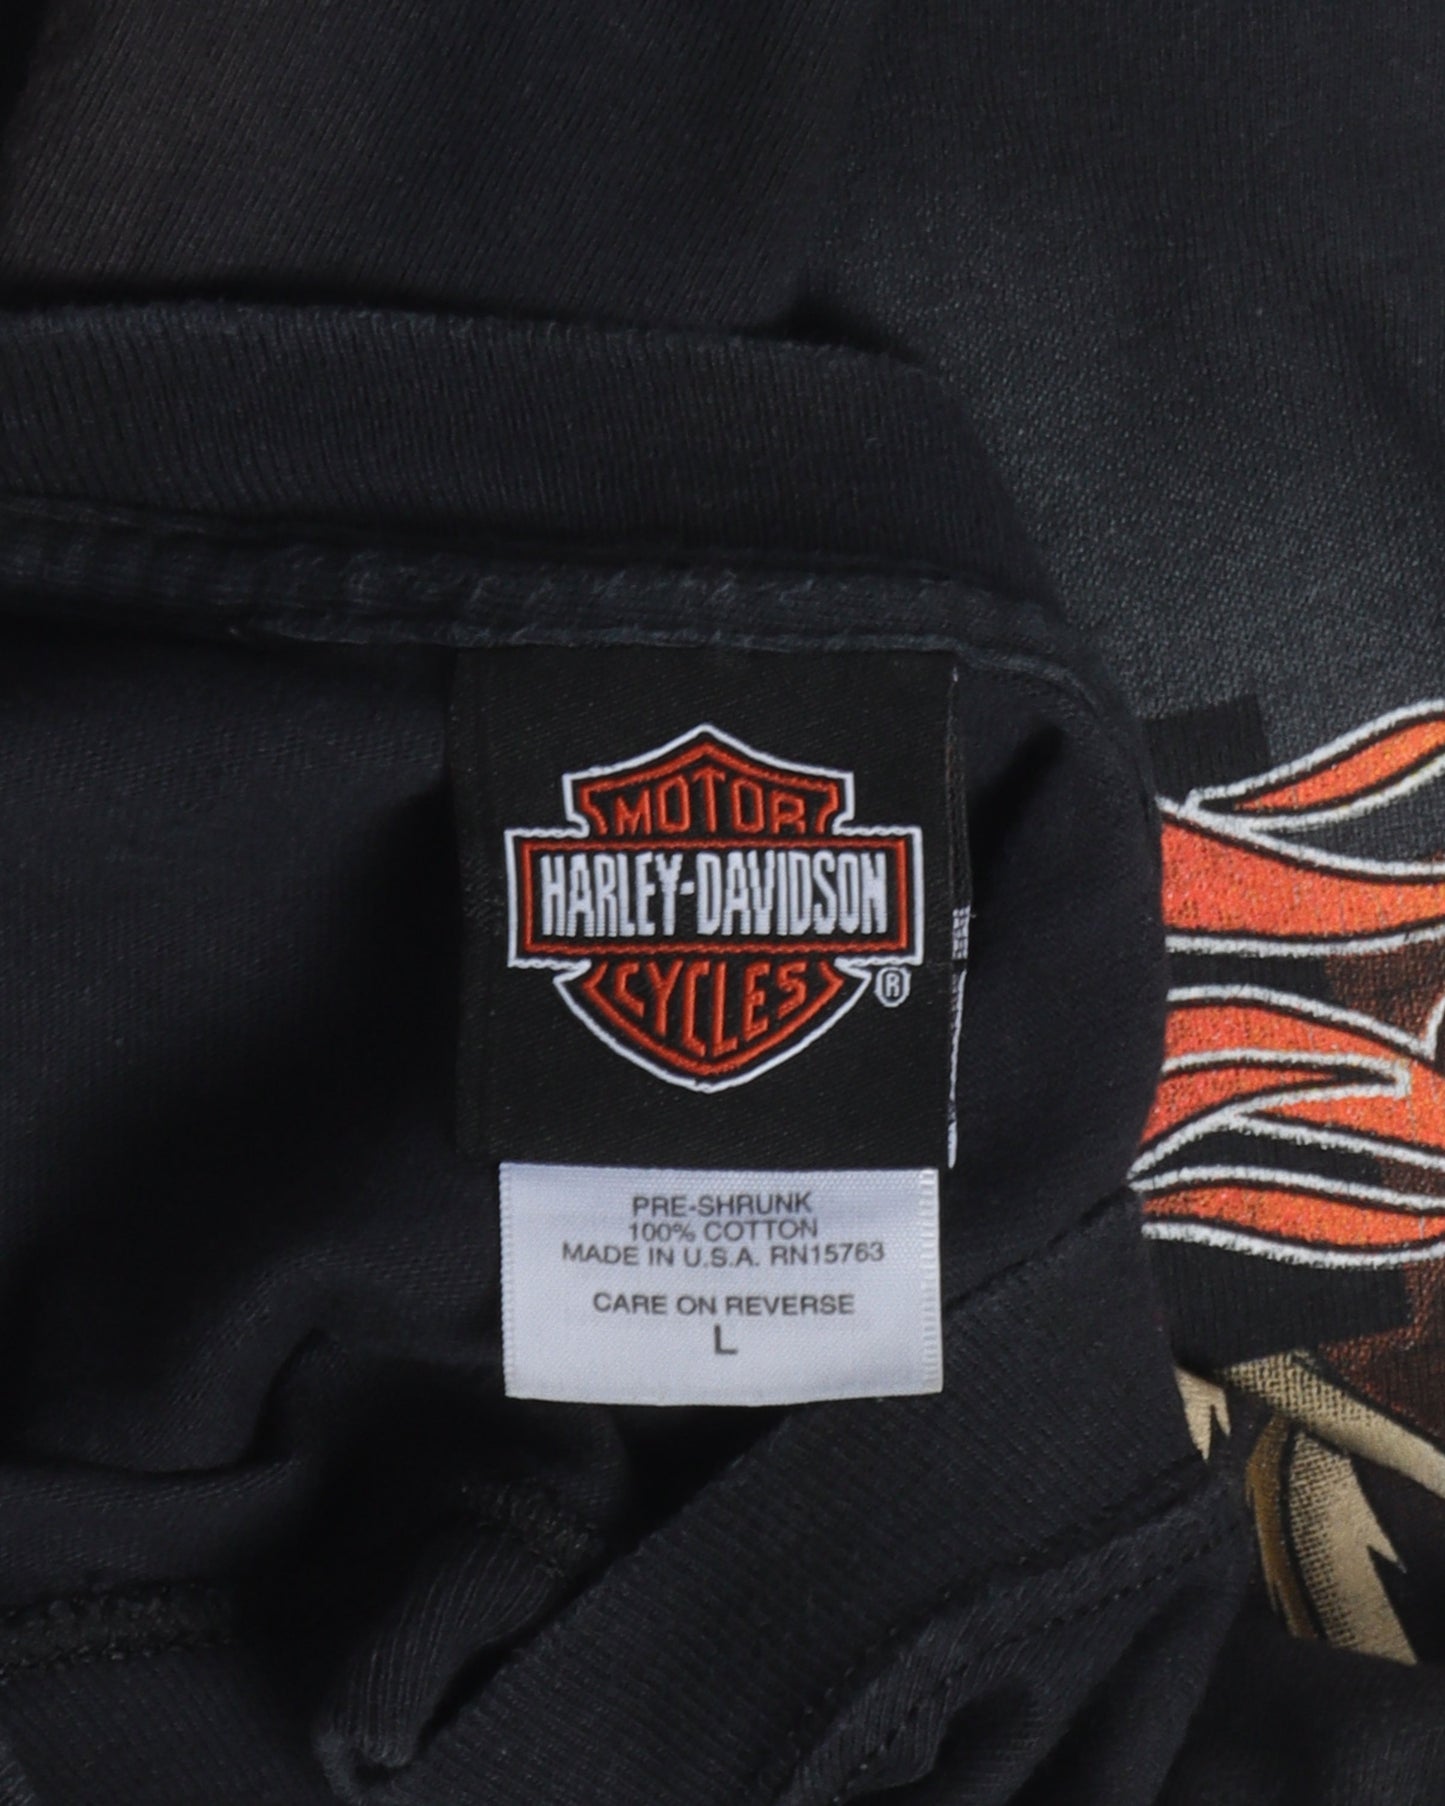 MOTOR
HARLEY-DAVIDSON
CYCLES ®
PRE-SHRUNK
100% COTTON
MADE IN U.S.A. RN15763
CARE ON REVERSE
L